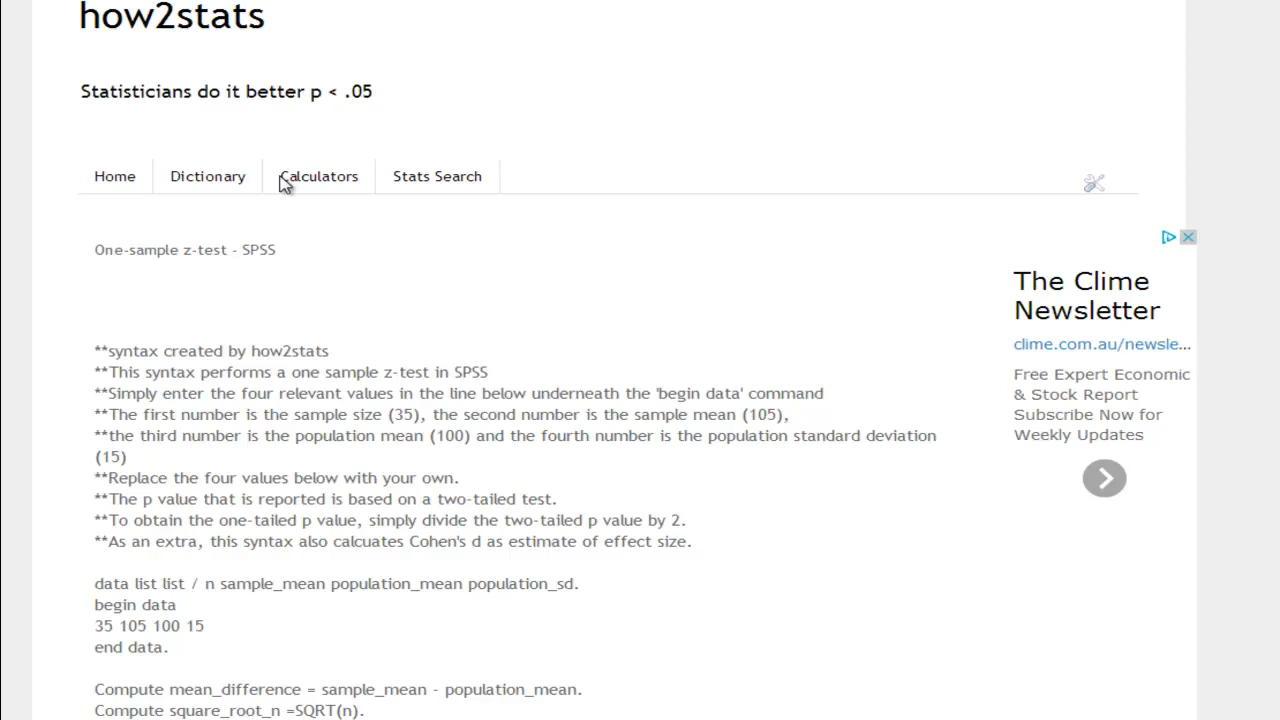 how2stats
Statisticians do it better p < .05
Home Dictionary Calculators Stats Search
One-sample z-test - SPSS
The Clime
Newsletter
clime.com.au/newsle...
Free Expert Economic
& Stock Report
Subscribe Now for
Weekly Updates
**syntax created by how2stats
**This syntax performs a one sample z-test in SPSS
**Simply enter the four relevant values in the line below underneath the 'begin data' command
**The first number is the sample size (35), the second number is the sample mean (105),
**the third number is the population mean (100) and the fourth number is the population standard deviation
(15)
**Replace the four values below with your own.
**The p value that is reported is based on a two-tailed test.
**To obtain the one-tailed p value, simply divide the two-tailed p value by 2.
**As an extra, this syntax also calcuates Cohen's d as estimate of effect size.
data list list / n sample_mean population_mean population_sd.
begin data
35 105 100 15
end data.
Compute mean_difference = sample_mean - population_mean.
Compute square_root_n =SQRT(n).